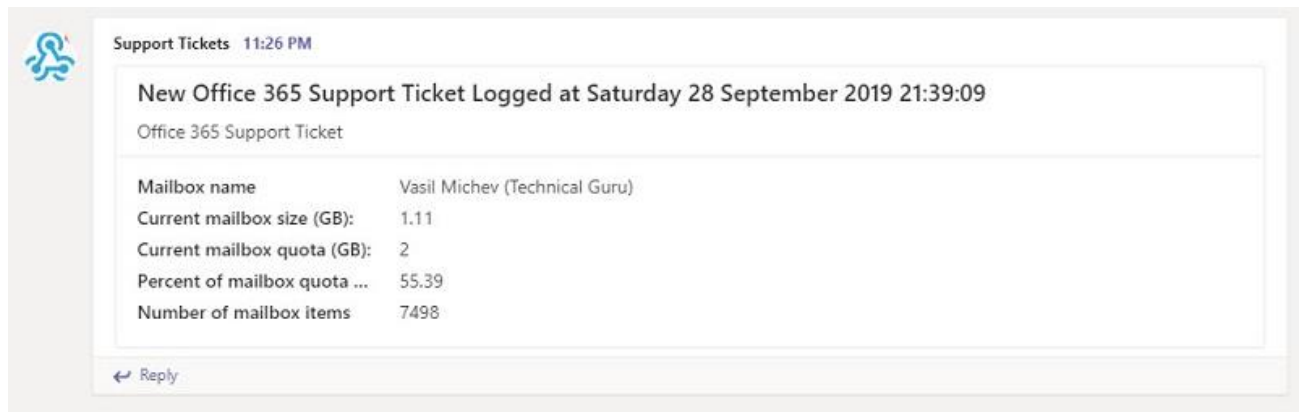 Support Tickets 11:26 PM
New Office 365 Support Ticket Logged at Saturday 28 September 2019 21:39:09
Office 365 Support Ticket
Mailbox name Vasil Michev (Technical Guru)
Current mailbox size (GB): 1.11
Current mailbox quota (GB): 2
Percent of mailbox quota ... 55.39
Number of mailbox items 7498
Reply